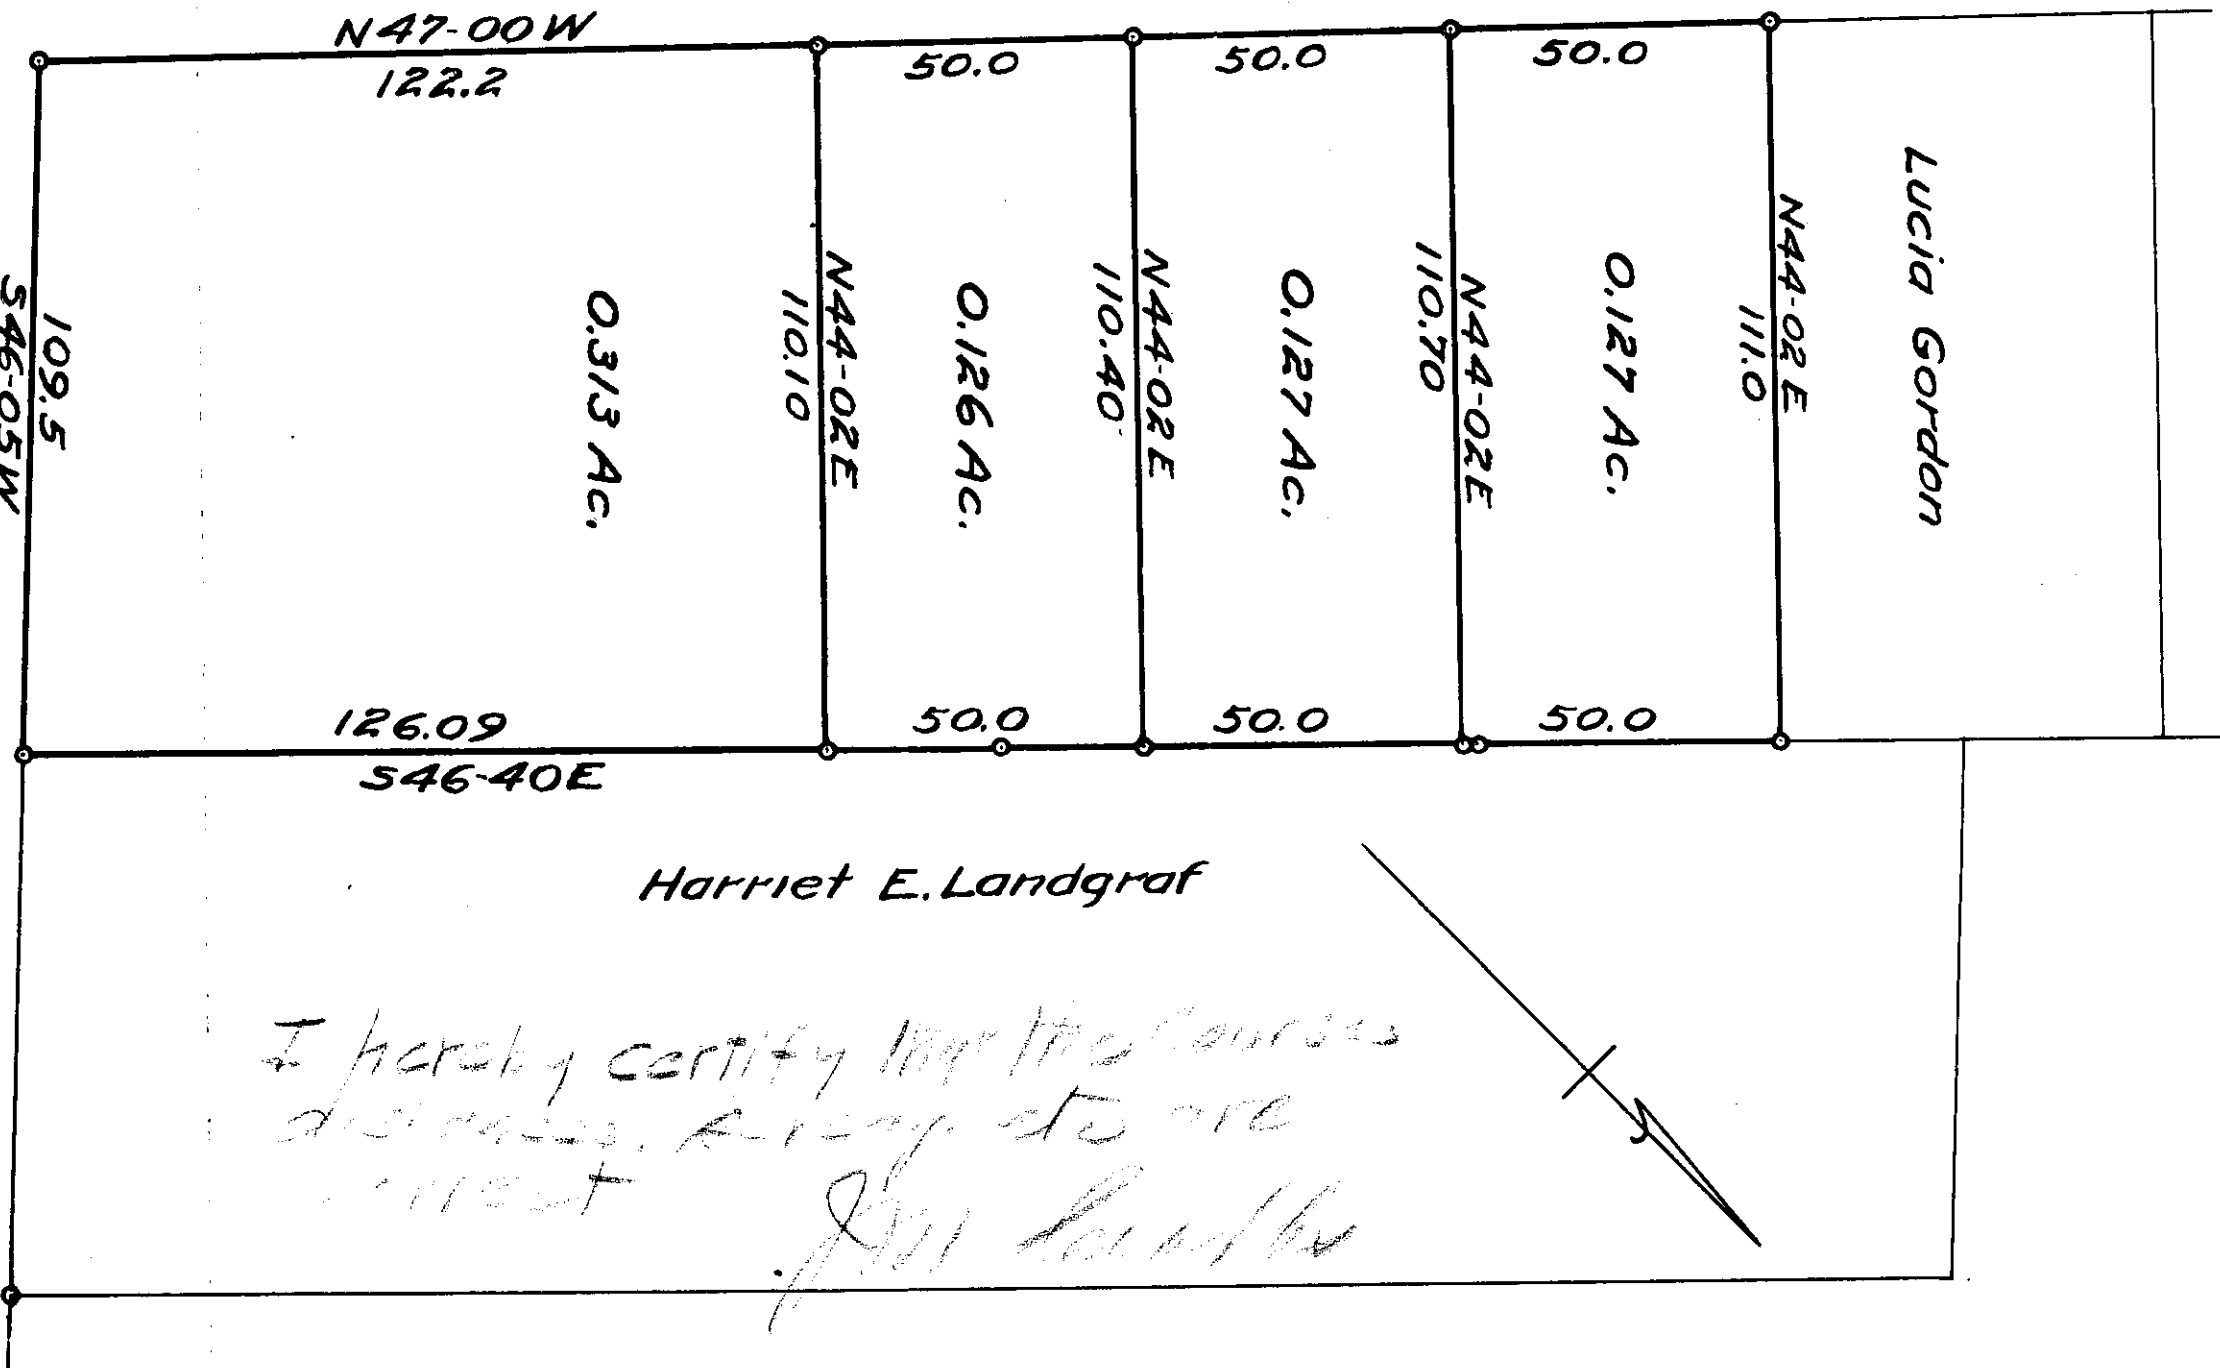 N47-00W
122.2
50.0
50.0
50.0
109.5
S46-05W
0.313 Ac.
N44-02E
110.10
0.126 Ac.
N44-02E
110.40
0.127 Ac.
N44-02E
110.70
0.127 Ac.
N44-02E
111.0
Lucia Gordon
126.09
S46-40E
50.0
50.0
50.0
Harriet E. Landgraf
I hereby certify that the Courses
etc are